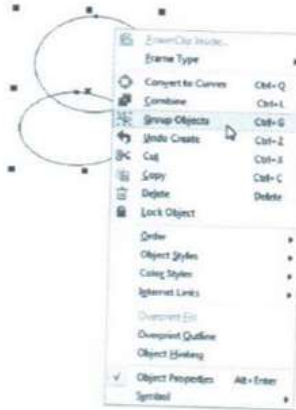 PowerClip Inside...
Frame Type
Convert to Curves Ctrl+Q
Combine Ctrl+L
Group Objects Ctrl+G
Undo Create Ctrl+Z
Cut Ctrl+X
Copy Ctrl+C
Delete Delete
Lock Object
Order
Object Styles
Color Styles
Internet Links
Overprint Fill
Overprint Outline
Object Hinting
Object Properties Alt+Enter
Symbol